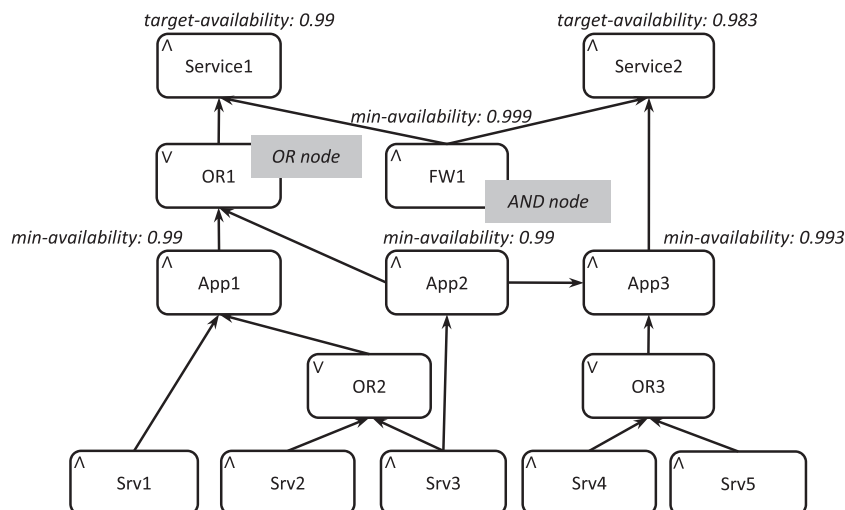 target-availability: 0.99
target-availability: 0.983
Λ
Service1
Λ
Service2
min-availability: 0.999
V
OR1
OR node
Λ
FW1
AND node
min-availability: 0.99
min-availability: 0.99
min-availability: 0.993
Λ
App1
Λ
App2
Λ
App3
V
OR2
V
OR3
Λ
Srv1
Λ
Srv2
Λ
Srv3
Λ
Srv4
Λ
Srv5